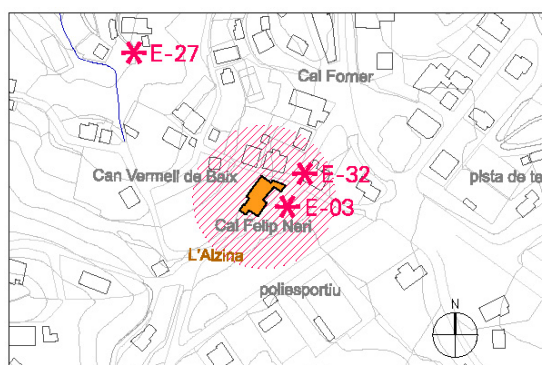 E-27
Cal Forner
Can Vermell de Baix
E-32
pista de te
E-03
Cal Felip Neri
L'Alzina
poliesportiu
N